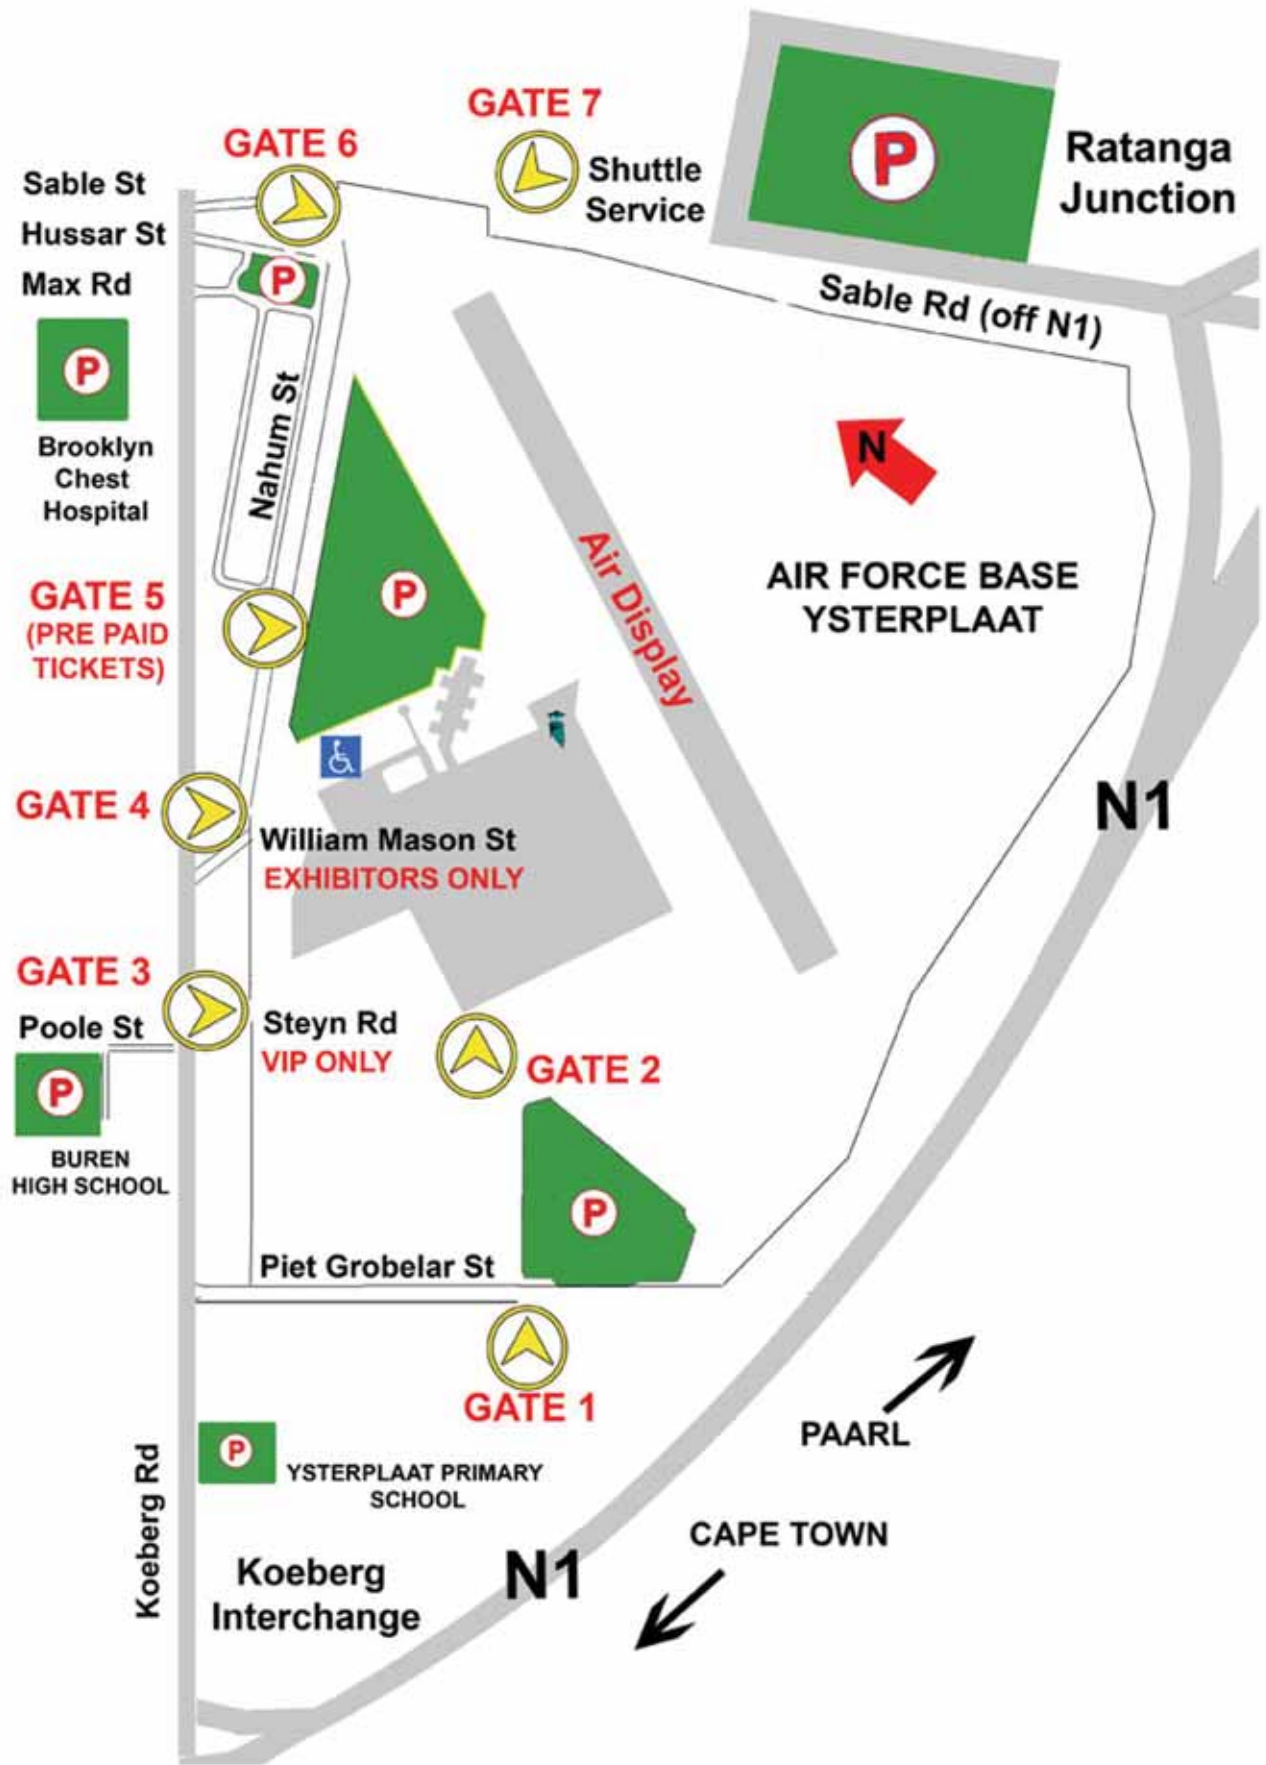 GATE 7
GATE 6
Shuttle
Service
P
Ratanga
Junction
Sable St
Hussar St
Max Rd
P
Sable Rd (off N1)
P
Brooklyn
Chest
Hospital
Nahum St
N
Air Display
AIR FORCE BASE
YSTERPLAAT
GATE 5
(PRE PAID
TICKETS)
P
N1
GATE 4
William Mason St
EXHIBITORS ONLY
GATE 3
Poole St
Steyn Rd
VIP ONLY
GATE 2
P
BUREN
HIGH SCHOOL
P
Piet Grobelar St
GATE 1
PAARL
P
YSTERPLAAT PRIMARY
SCHOOL
Koeberg Rd
CAPE TOWN
N1
Koeberg
Interchange